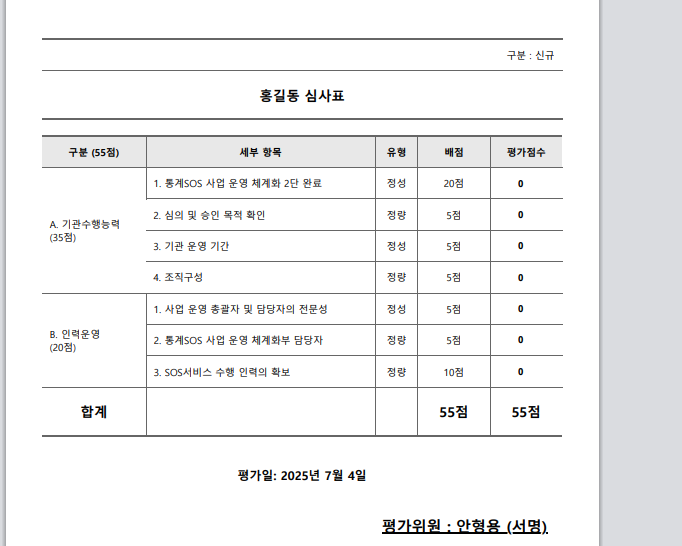 구분 : 신규
홍길동 심사표
구분 (55점) 세부 항목 유형 배점 평가점수
A. 기관수행능력
(35점)
1. 통계SOS 사업 운영 체계화 2단 완료 정성 20점 0
2. 심의 및 승인 목적 확인 정량 5점 0
3. 기관 운영 기간 정성 5점 0
4. 조직구성 정량 5점 0
B. 인력운영
(20점)
1. 사업 운영 총괄자 및 담당자의 전문성 정성 5점 0
2. 통계SOS 사업 운영 체계화부 담당자 정량 5점 0
3. SOS서비스 수행 인력의 확보 정량 10점 0
합계 55점 55점
평가일: 2025년 7월 4일
평가위원 : 안형용 (서명)